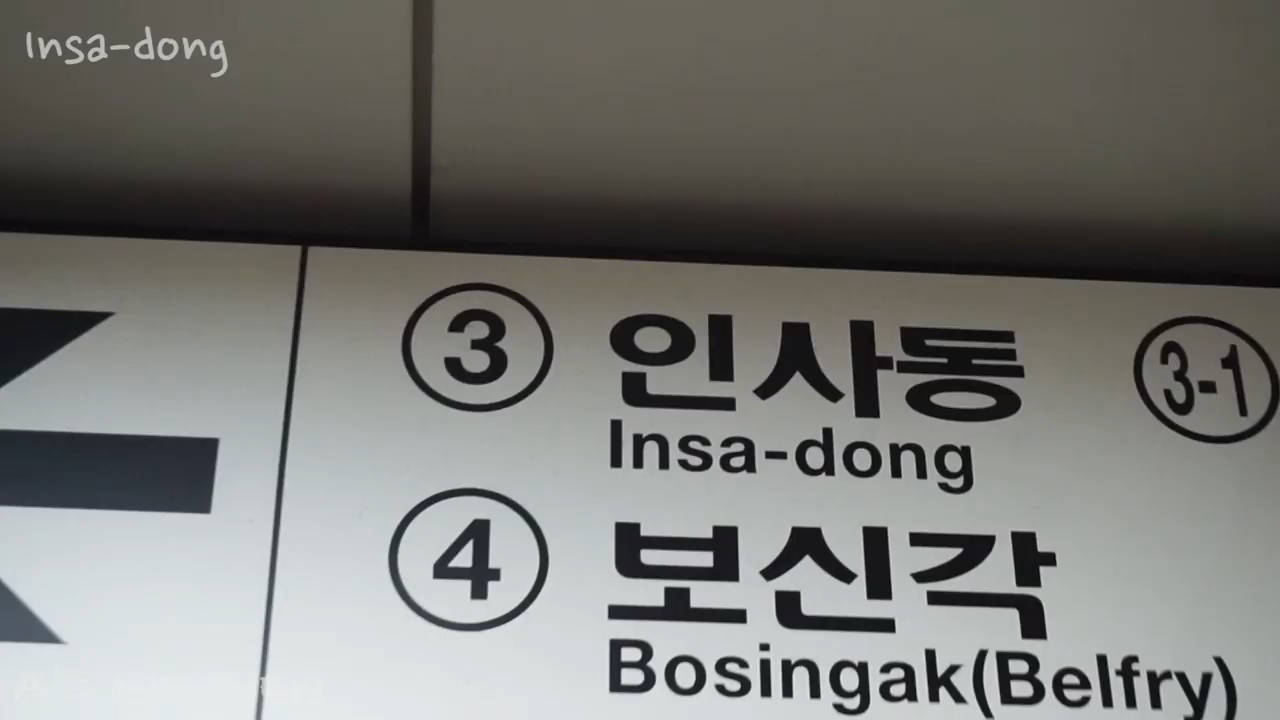 Insa-dong
③ 인사동 3-1
Insa-dong
④ 보신각
Bosingak(Belfry)